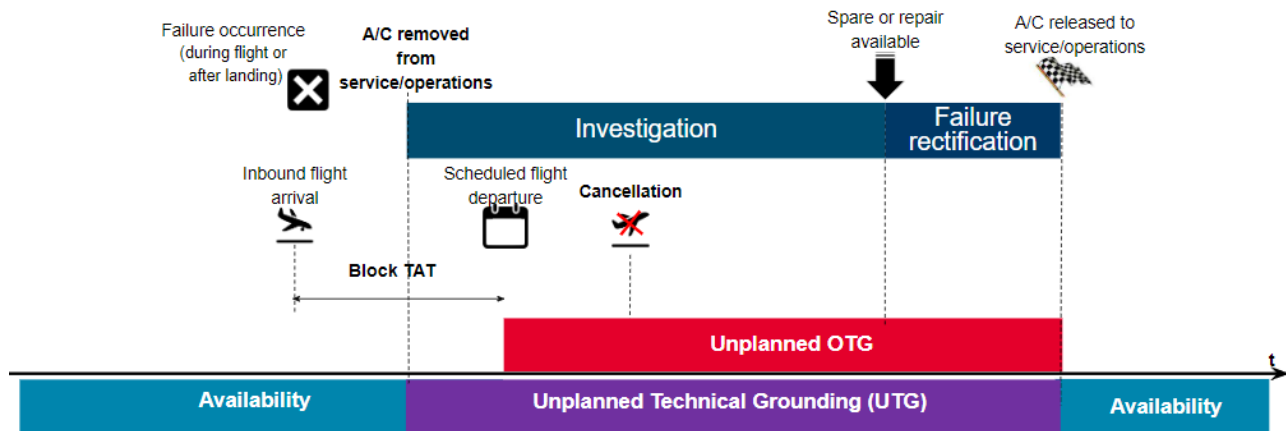 Failure occurrence
(during flight or
after landing)
A/C removed
from
service/operations
Spare or repair
available
A/C released to
service/operations
Investigation
Failure
rectification
Inbound flight
arrival
Scheduled flight
departure
Cancellation
Block TAT
Unplanned OTG
t
Availability
Unplanned Technical Grounding (UTG)
Availability